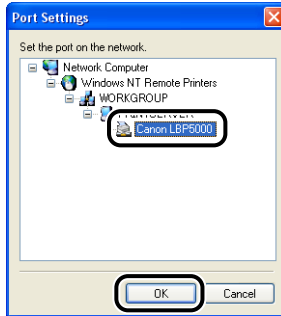 Port Settings
Set the port on the network.
Network Computer
Windows NT Remote Printers
WORKGROUP
PRINTSERVER
Canon LBP5000
OK
Cancel